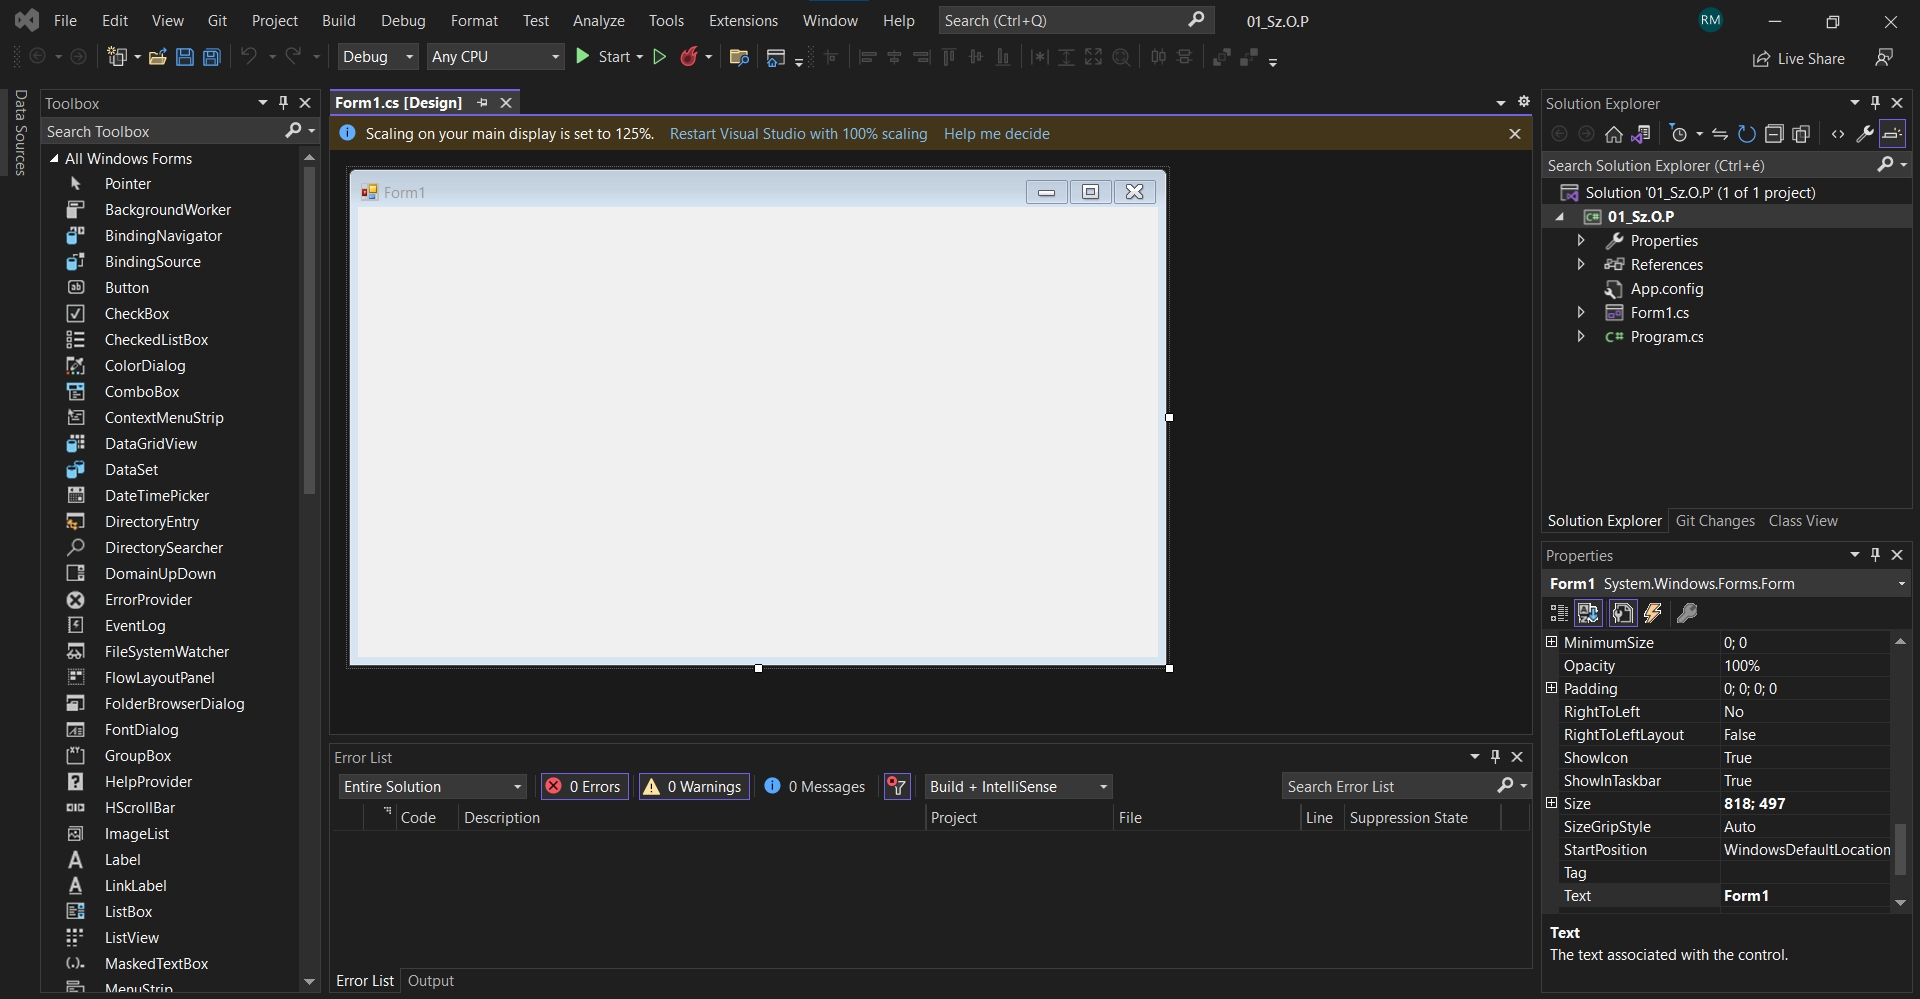 File Edit View Git Project Build Debug Format Test Analyze Tools Extensions Window Help Search (Ctrl+Q) 01_Sz.O.P RM
Debug Any CPU Start Live Share
Data Sources
Toolbox
Search Toolbox
All Windows Forms
Pointer
BackgroundWorker
BindingNavigator
BindingSource
Button
CheckBox
CheckedListBox
ColorDialog
ComboBox
ContextMenuStrip
DataGridView
DataSet
DateTimePicker
DirectoryEntry
DirectorySearcher
DomainUpDown
ErrorProvider
EventLog
FileSystemWatcher
FlowLayoutPanel
FolderBrowserDialog
FontDialog
GroupBox
HelpProvider
HScrollBar
ImageList
Label
LinkLabel
ListBox
ListView
MaskedTextBox
MenuStrip
Form1.cs [Design]
Scaling on your main display is set to 125%. Restart Visual Studio with 100% scaling Help me decide
Form1
Error List
Entire Solution 0 Errors 0 Warnings 0 Messages Build + IntelliSense Search Error List
Code Description Project File Line Suppression State
Error List Output
Solution Explorer
Search Solution Explorer (Ctrl+é)
Solution '01_Sz.O.P' (1 of 1 project)
01_Sz.O.P
Properties
References
App.config
Form1.cs
C# Program.cs
Solution Explorer Git Changes Class View
Properties
Form1 System.Windows.Forms.Form
MinimumSize 0; 0
Opacity 100%
Padding 0; 0; 0; 0
RightToLeft No
RightToLeftLayout False
ShowIcon True
ShowInTaskbar True
Size 818; 497
SizeGripStyle Auto
StartPosition WindowsDefaultLocation
Tag
Text Form1
Text
The text associated with the control.